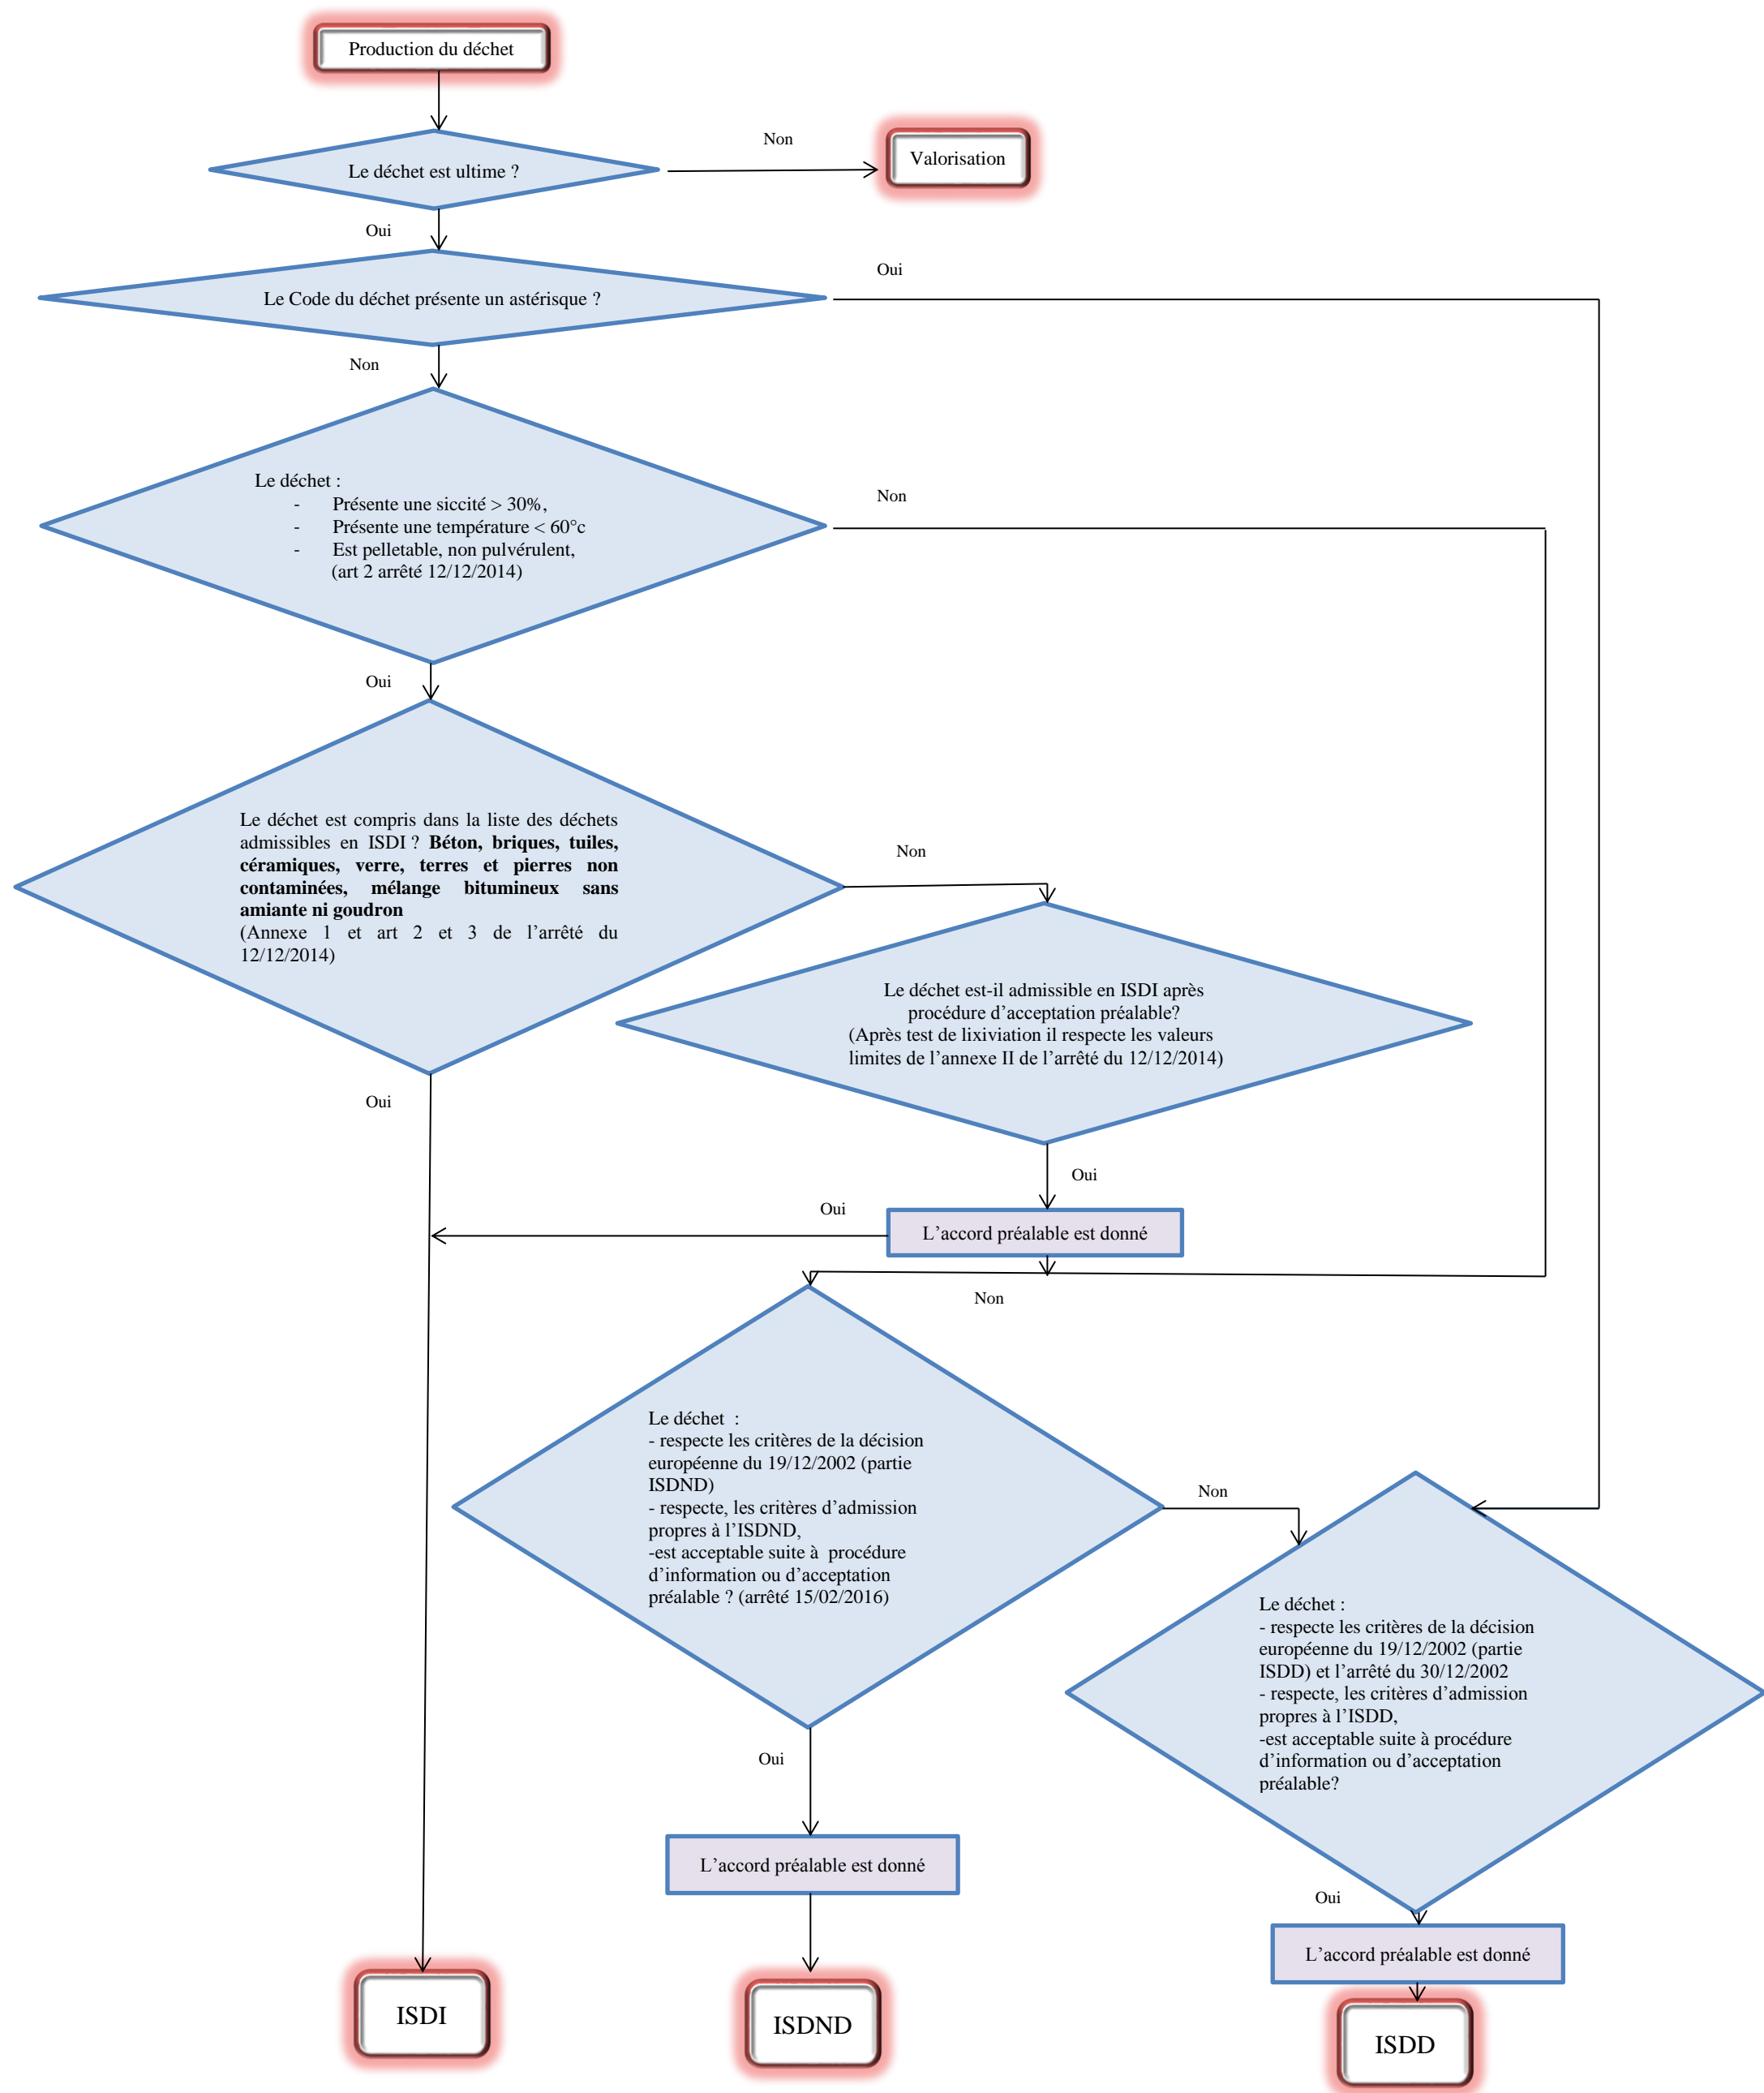 Production du déchet
Non
Valorisation
Le déchet est ultime ?
Oui
Oui
Le Code du déchet présente un astérisque ?
Non
Le déchet :
- Présente une siccité > 30%,
- Présente une température < 60°c
- Est pelletable, non pulvérulent,
(art 2 arrêté 12/12/2014)
Non
Oui
Le déchet est compris dans la liste des déchets
admissibles en ISDI ? Béton, briques, tuiles,
céramiques, verre, terres et pierres non
contaminées, mélange bitumineux sans
amiante ni goudron
(Annexe 1 et art 2 et 3 de l’arrêté du
12/12/2014)
Non
Le déchet est-il admissible en ISDI après
procédure d’acceptation préalable?
(Après test de lixiviation il respecte les valeurs
limites de l’annexe II de l’arrêté du 12/12/2014)
Oui
Oui
Oui
L’accord préalable est donné
Non
Le déchet :
- respecte les critères de la décision
européenne du 19/12/2002 (partie
ISDND)
- respecte, les critères d’admission
propres à l’ISDND,
-est acceptable suite à procédure
d’information ou d’acceptation
préalable ? (arrêté 15/02/2016)
Non
Le déchet :
- respecte les critères de la décision
européenne du 19/12/2002 (partie
ISDD) et l’arrêté du 30/12/2002
- respecte, les critères d’admission
propres à l’ISDD,
-est acceptable suite à procédure
d’information ou d’acceptation
préalable?
Oui
L’accord préalable est donné
Oui
L’accord préalable est donné
ISDI
ISDND
ISDD